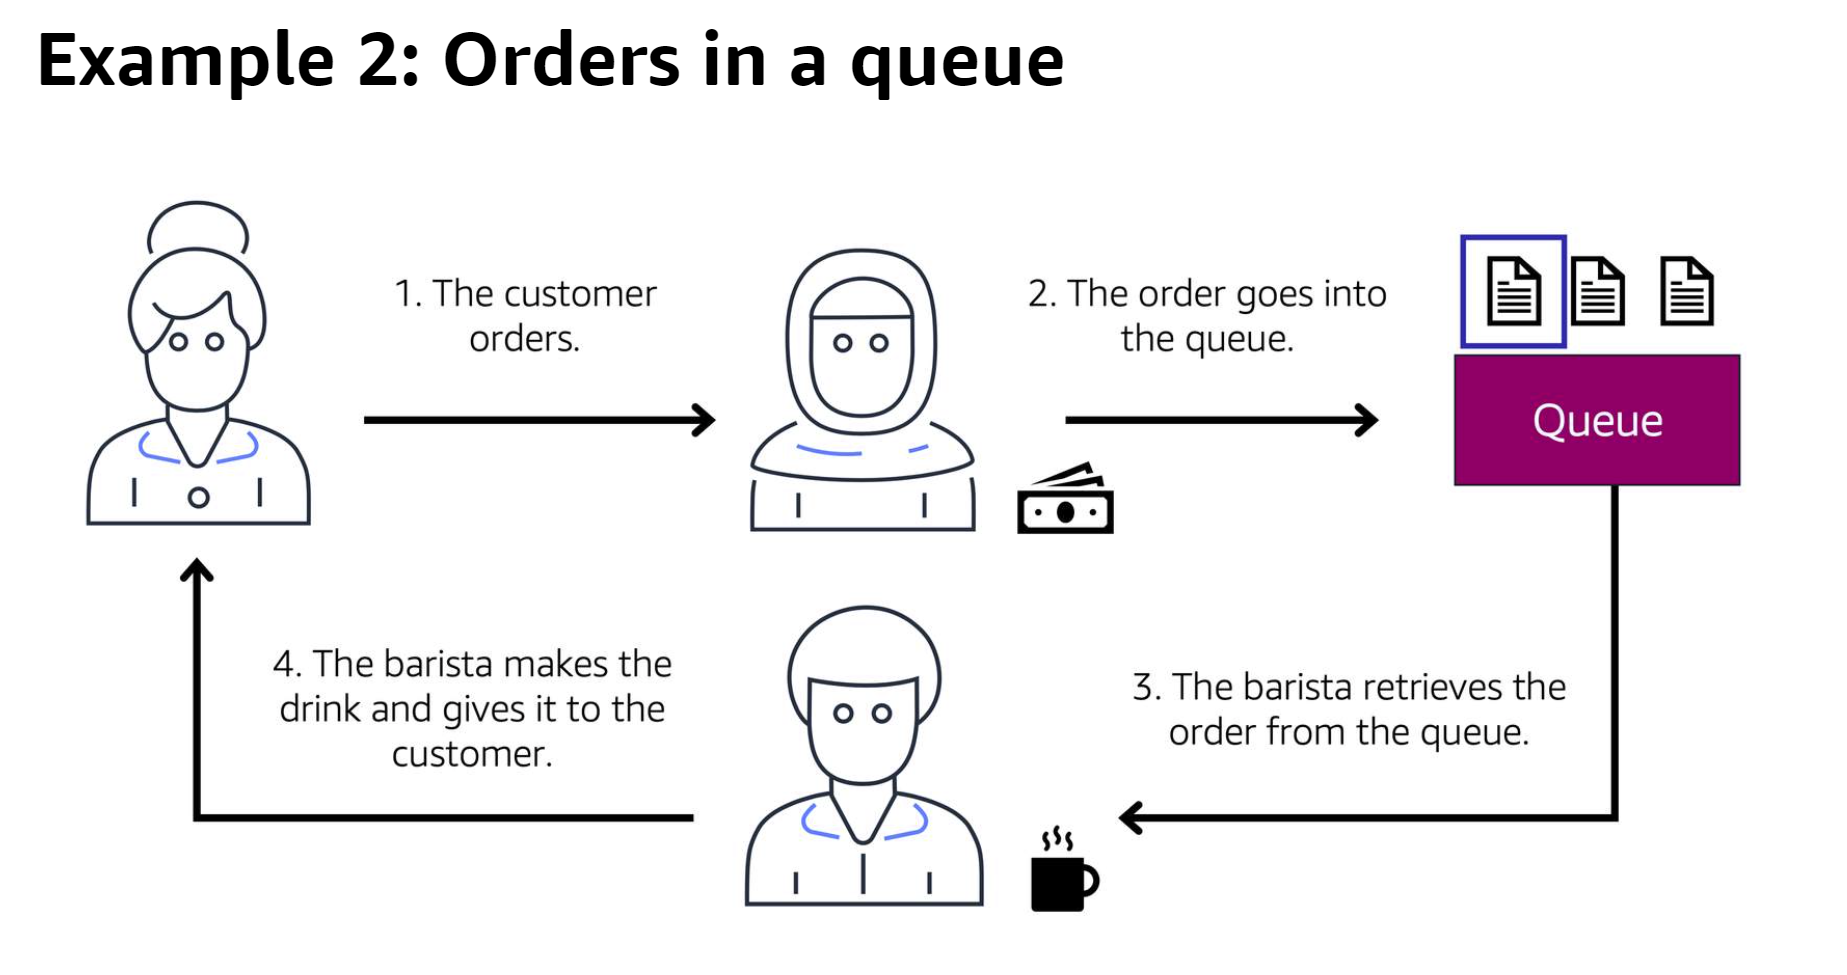 Example 2: Orders in a queue
1. The customer
orders.
2. The order goes into
the queue.
Queue
3. The barista retrieves the
order from the queue.
4. The barista makes the
drink and gives it to the
customer.